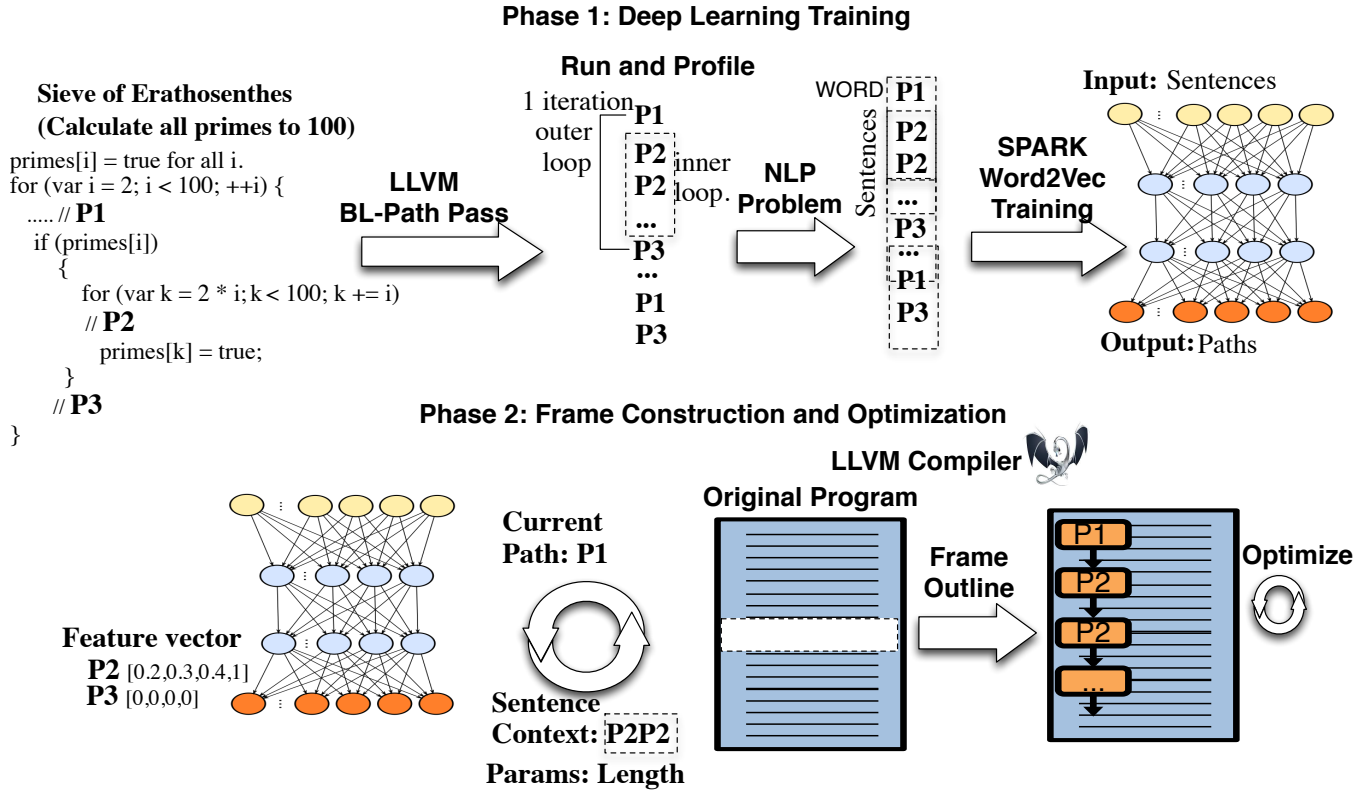 Phase 1: Deep Learning Training
Sieve of Erathosenthes
(Calculate all primes to 100)
primes[i] = true for all i.
for (var i = 2; i < 100; ++i) {
..... // P1
if (primes[i])
{
for (var k = 2 * i; k < 100; k += i)
// P2
primes[k] = true;
}
// P3
}
LLVM
BL-Path Pass
Run and Profile
1 iteration
outer
loop
P1
P2
P2
...
P3
...
P1
P3
inner
loop.
NLP
Problem
WORD
Sentences
P1
P2
P2
...
P3
...
P1
P3
SPARK
Word2Vec
Training
Input: Sentences
...
...
...
Output: Paths
Phase 2: Frame Construction and Optimization
LLVM Compiler
...
...
...
Feature vector
P2 [0.2,0.3,0.4,1]
P3 [0,0,0,0]
Current
Path: P1
Sentence
Context: P2P2
Params: Length
Original Program
Frame
Outline
P1
P2
P2
...
Optimize